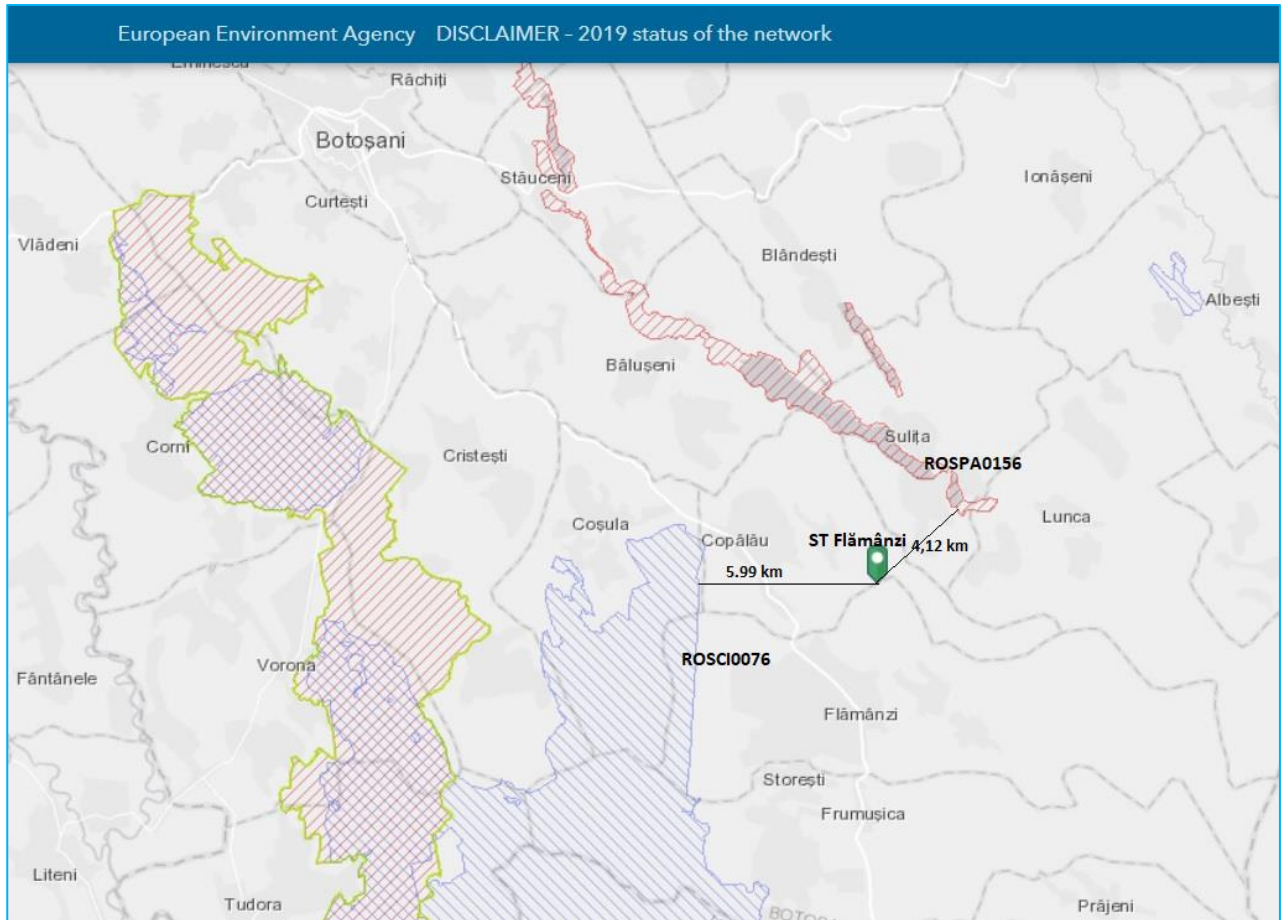 European Environment Agency DISCLAIMER – 2019 status of the network
Răchiți
Botoșani
Stăuceni
Ionășeni
Curtești
Vlădeni
Blândești
Albești
Bălușeni
Corni
Sulița
Cristești
ROSPA0156
Lunca
Coșula
Copălău
ST Flămânzi
4,12 km
5.99 km
ROSCI0076
Vorona
Fântânele
Flămânzi
Storești
Frumușica
Liteni
Tudora
Prăjeni